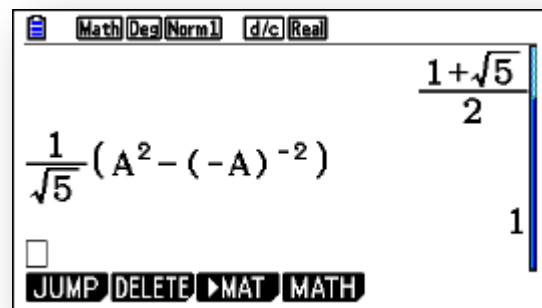 Math Deg Norm1 d/c Real
1+√5
2
1/√5(A²-(-A)⁻²)
1
JUMP DELETE ►MAT MATH